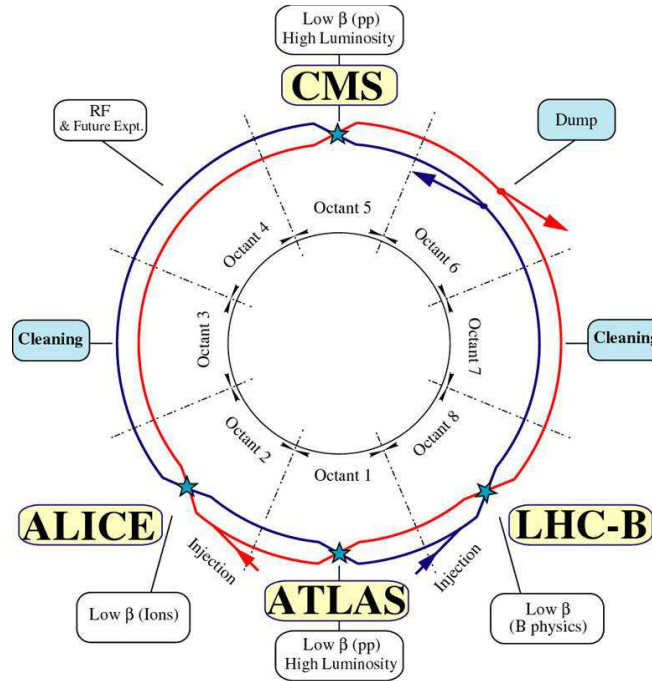 Low β (pp)
High Luminosity
CMS
RF
& Future Expt.
Dump
Octant 5
Octant 4
Octant 6
Cleaning
Octant 3
Octant 7
Cleaning
Octant 2
Octant 8
Octant 1
ALICE
LHC-B
Injection
Injection
ATLAS
Low β (Ions)
Low β
(B physics)
Low β (pp)
High Luminosity